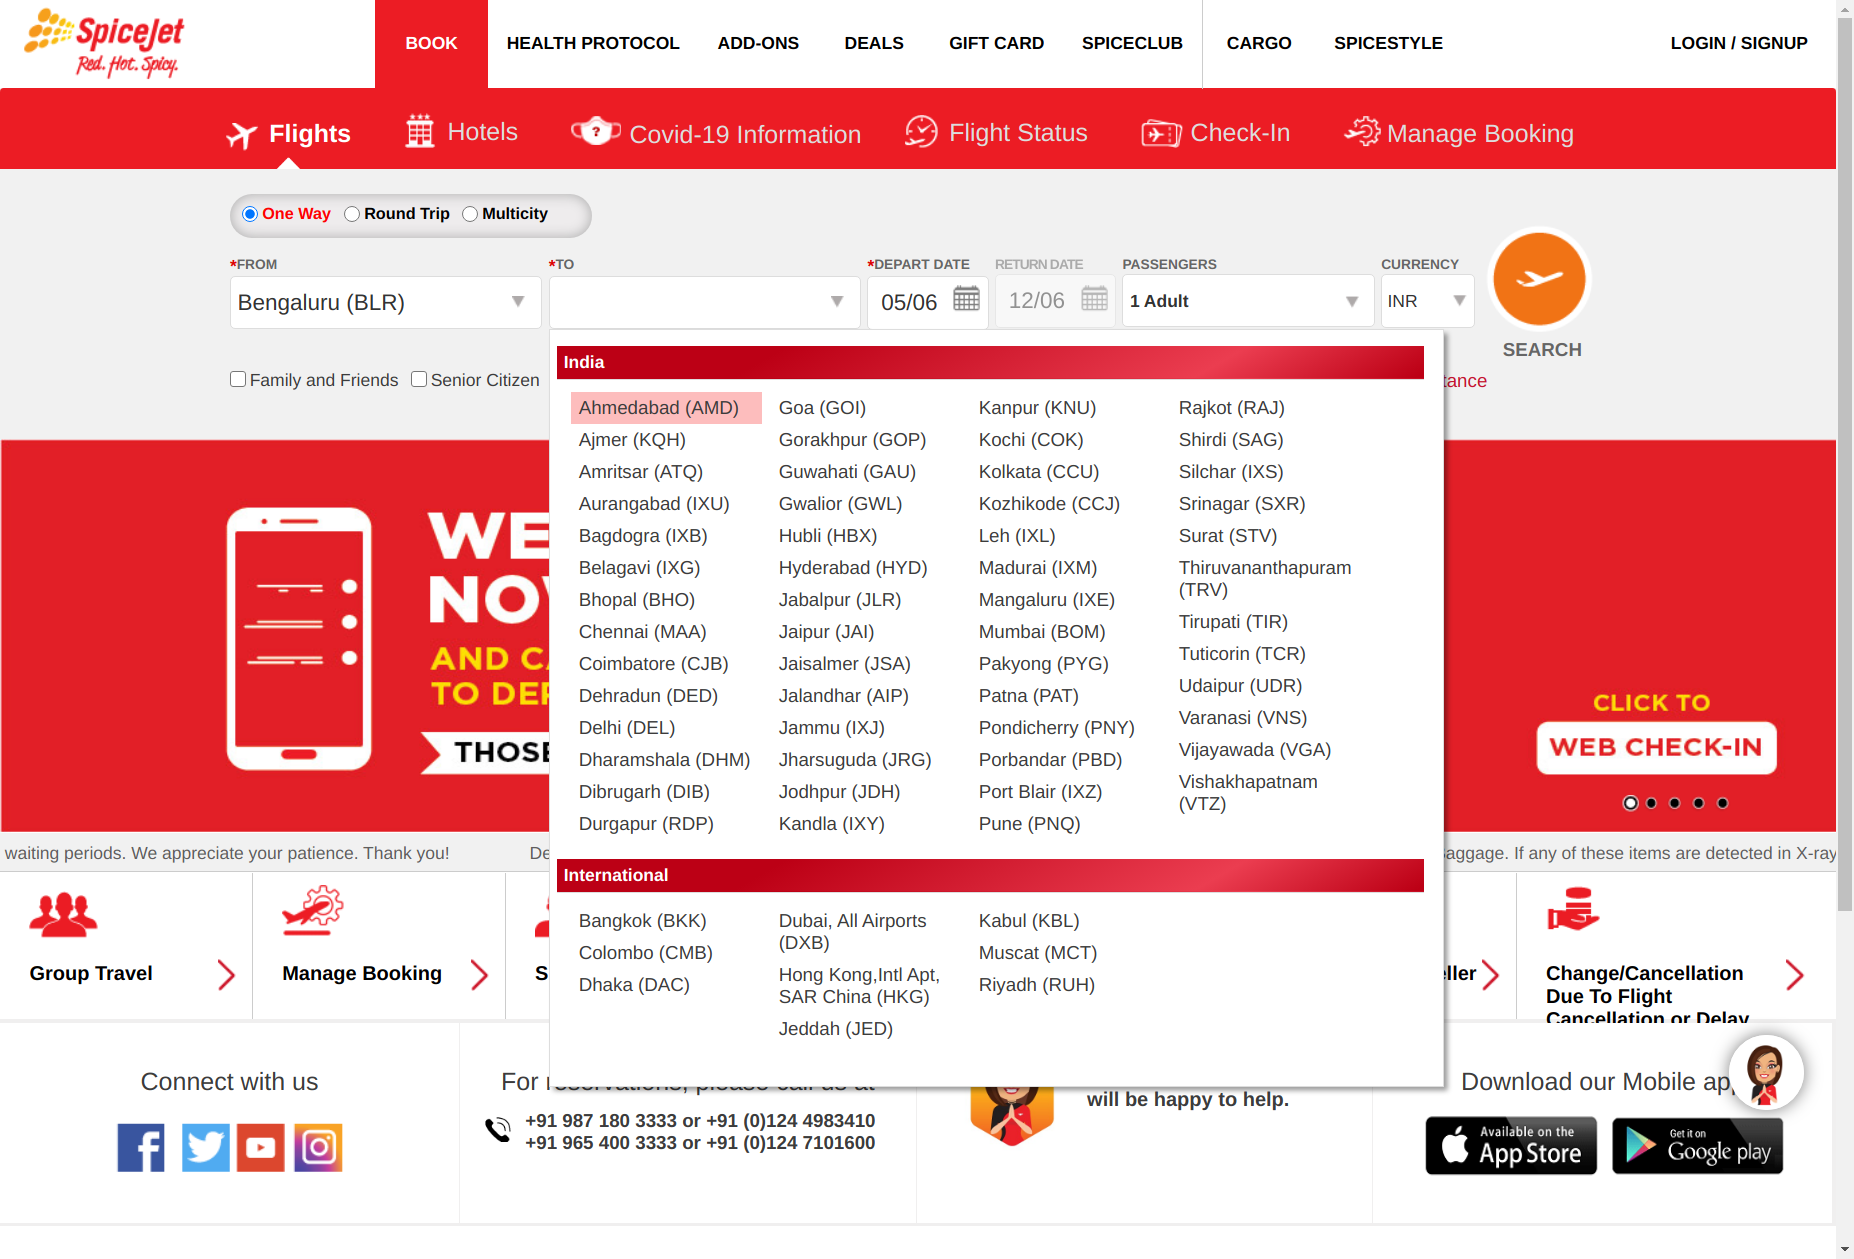 SpiceJet
Red. Hot. Spicy.
BOOK
HEALTH PROTOCOL
ADD-ONS
DEALS
GIFT CARD
SPICECLUB
CARGO
SPICESTYLE
LOGIN / SIGNUP
Flights
Hotels
?
Covid-19 Information
Flight Status
Check-In
Manage Booking
One Way
Round Trip
Multicity
*FROM
*TO
*DEPART DATE
RETURN DATE
PASSENGERS
CURRENCY
Bengaluru (BLR)
05/06
12/06
1 Adult
INR
SEARCH
Family and Friends
Senior Citizen
tance
India
Ahmedabad (AMD)
Ajmer (KQH)
Amritsar (ATQ)
Aurangabad (IXU)
Bagdogra (IXB)
Belagavi (IXG)
Bhopal (BHO)
Chennai (MAA)
Coimbatore (CJB)
Dehradun (DED)
Delhi (DEL)
Dharamshala (DHM)
Dibrugarh (DIB)
Durgapur (RDP)
Goa (GOI)
Gorakhpur (GOP)
Guwahati (GAU)
Gwalior (GWL)
Hubli (HBX)
Hyderabad (HYD)
Jabalpur (JLR)
Jaipur (JAI)
Jaisalmer (JSA)
Jalandhar (AIP)
Jammu (IXJ)
Jharsuguda (JRG)
Jodhpur (JDH)
Kandla (IXY)
Kanpur (KNU)
Kochi (COK)
Kolkata (CCU)
Kozhikode (CCJ)
Leh (IXL)
Madurai (IXM)
Mangaluru (IXE)
Mumbai (BOM)
Pakyong (PYG)
Patna (PAT)
Pondicherry (PNY)
Porbandar (PBD)
Port Blair (IXZ)
Pune (PNQ)
Rajkot (RAJ)
Shirdi (SAG)
Silchar (IXS)
Srinagar (SXR)
Surat (STV)
Thiruvananthapuram
(TRV)
Tirupati (TIR)
Tuticorin (TCR)
Udaipur (UDR)
Varanasi (VNS)
Vijayawada (VGA)
Vishakhapatnam
(VTZ)
International
Bangkok (BKK)
Colombo (CMB)
Dhaka (DAC)
Dubai, All Airports
(DXB)
Hong Kong,Intl Apt,
SAR China (HKG)
Jeddah (JED)
Kabul (KBL)
Muscat (MCT)
Riyadh (RUH)
WE
NO
AND
TO
THOSE
CLICK TO
WEB CHECK-IN
waiting periods. We appreciate your patience. Thank you!
De
aggage. If any of these items are detected in X-ray
Group Travel
Manage Booking
S
ller
Change/Cancellation
Due To Flight
Cancellation or Delay
Connect with us
For reservations, please call us at
+91 987 180 3333 or +91 (0)124 4983410
+91 965 400 3333 or +91 (0)124 7101600
will be happy to help.
Download our Mobile ap
Available on the
App Store
Get it on
Google play